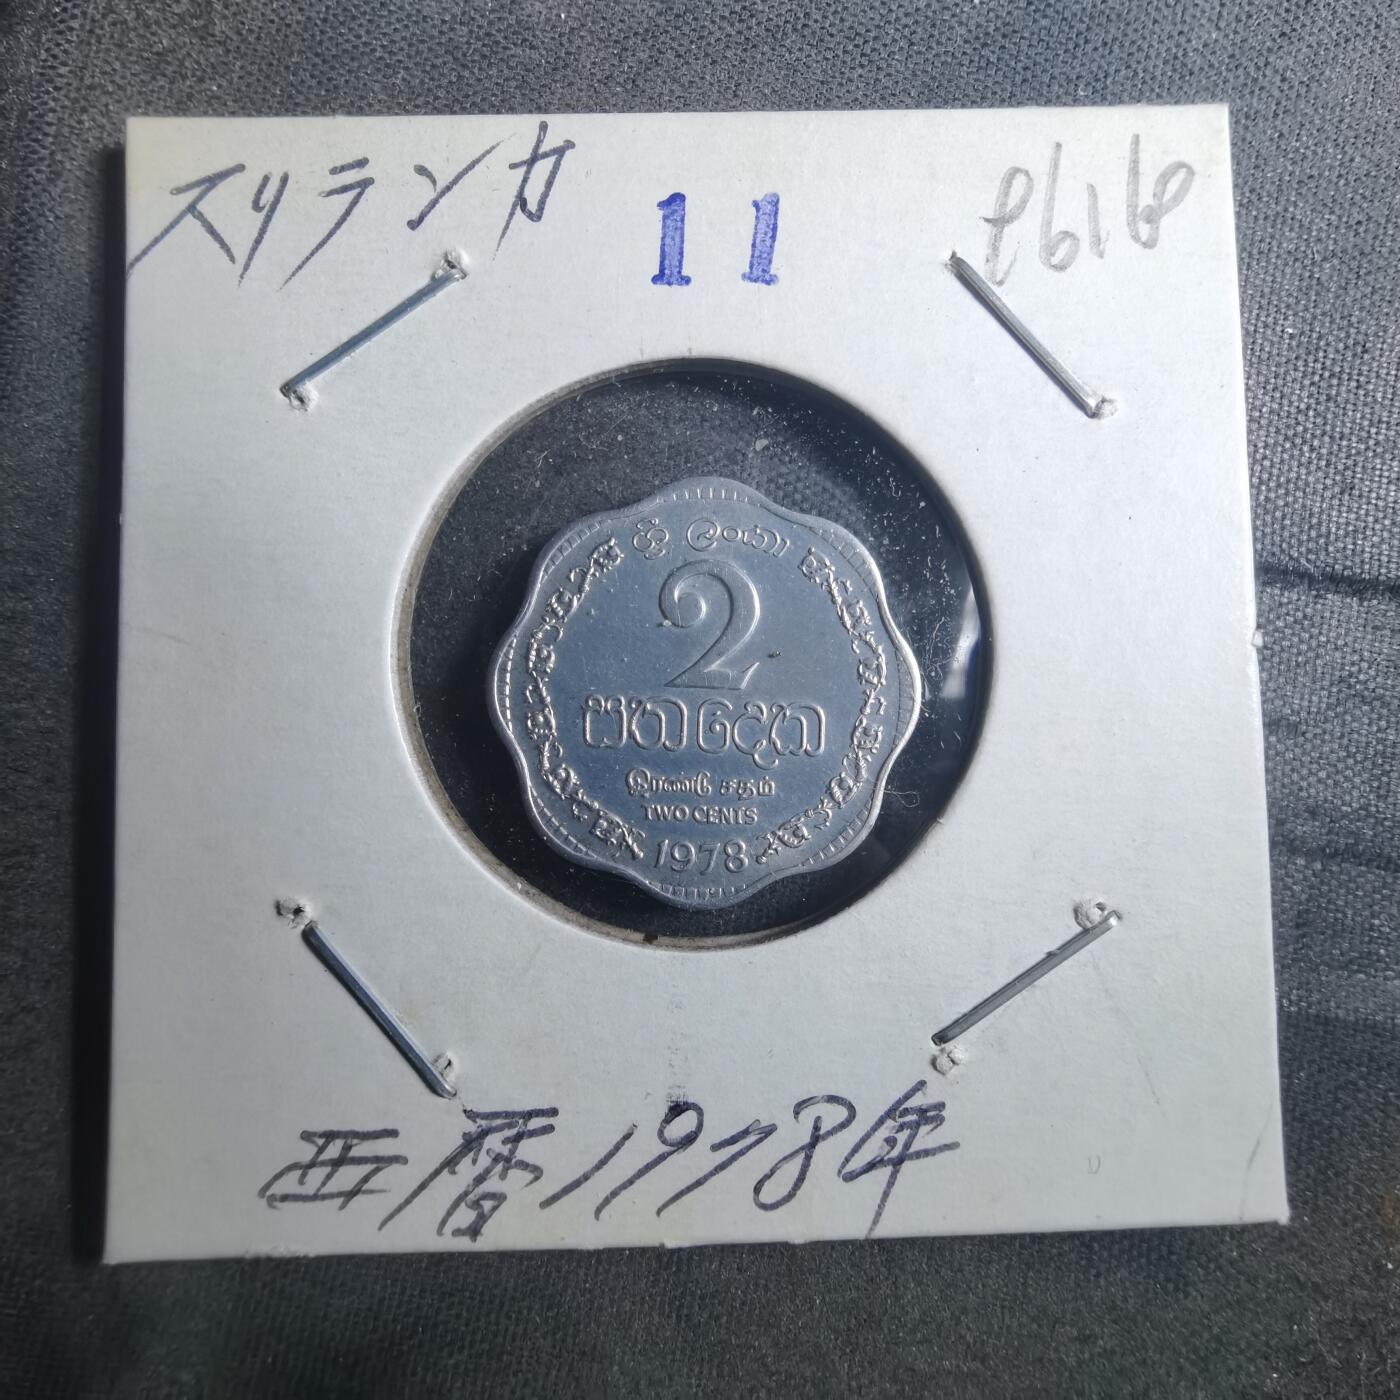 スリランカ
11
ශ්‍රී ලංකා
2
සත දෙක
இரண்டு சதம்
TWO CENTS
1978
西暦1978年